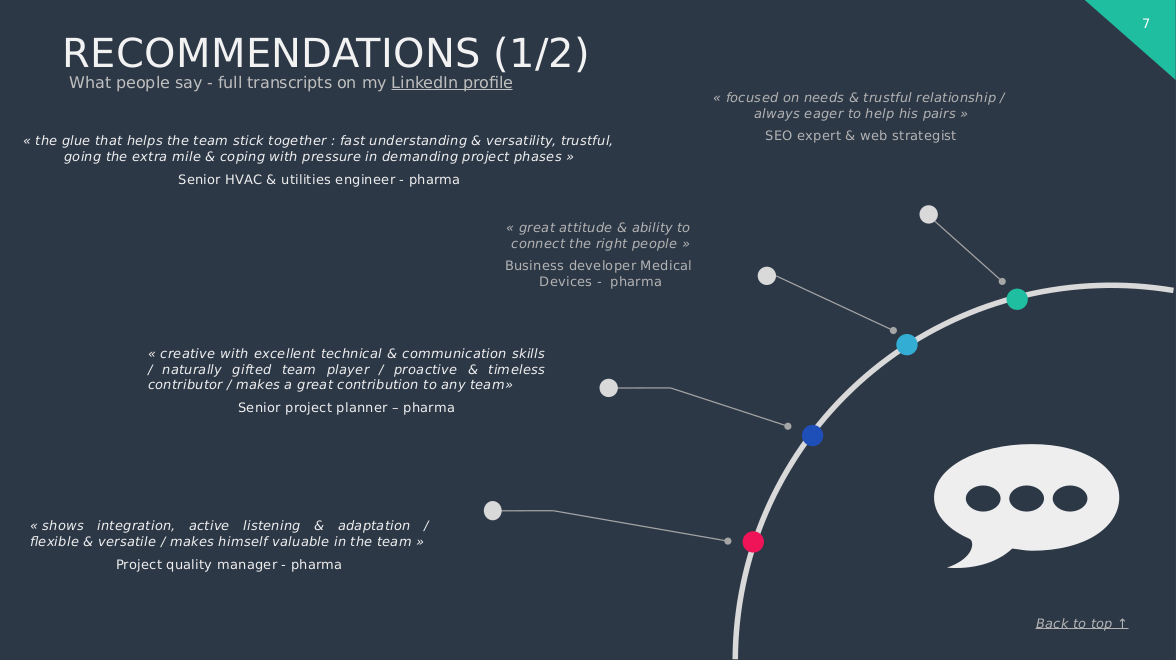 7
RECOMMENDATIONS (1/2)
What people say - full transcripts on my LinkedIn profile
« focused on needs & trustful relationship /
always eager to help his pairs »
SEO expert & web strategist
« the glue that helps the team stick together : fast understanding & versatility, trustful,
going the extra mile & coping with pressure in demanding project phases »
Senior HVAC & utilities engineer - pharma
« great attitude & ability to
connect the right people »
Business developer Medical
Devices - pharma
« creative with excellent technical & communication skills
/ naturally gifted team player / proactive & timeless
contributor / makes a great contribution to any team»
Senior project planner – pharma
« shows integration, active listening & adaptation /
flexible & versatile / makes himself valuable in the team »
Project quality manager - pharma
Back to top ↑